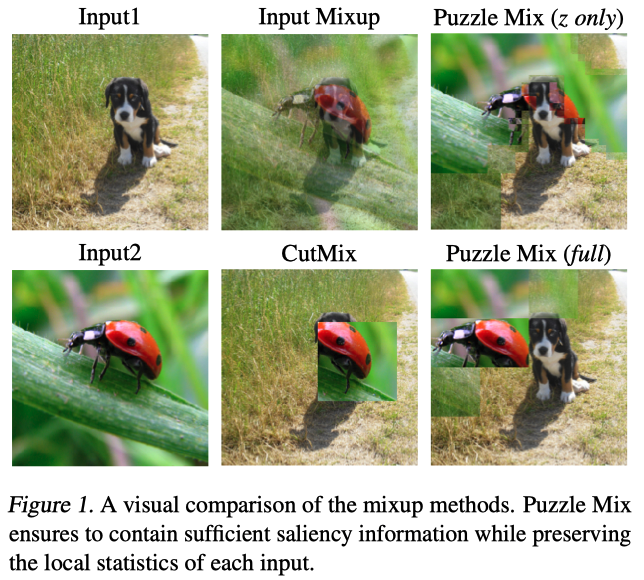 Input1
Input Mixup
Puzzle Mix (z only)
Input2
CutMix
Puzzle Mix (full)
Figure 1. A visual comparison of the mixup methods. Puzzle Mix
ensures to contain sufficient saliency information while preserving
the local statistics of each input.